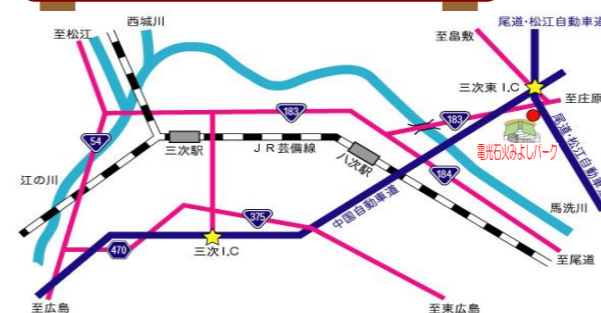 西城川
尾道・松江自動車道
至松江
至畠敷
三次東 I.C
至庄原
183
183
54
三次駅
JR芸備線
電光石火みよしパーク
尾道・松江自動車道
八次駅
江の川
184
中国自動車道
馬洗川
375
470
三次I.C
至尾道
至広島
至東広島